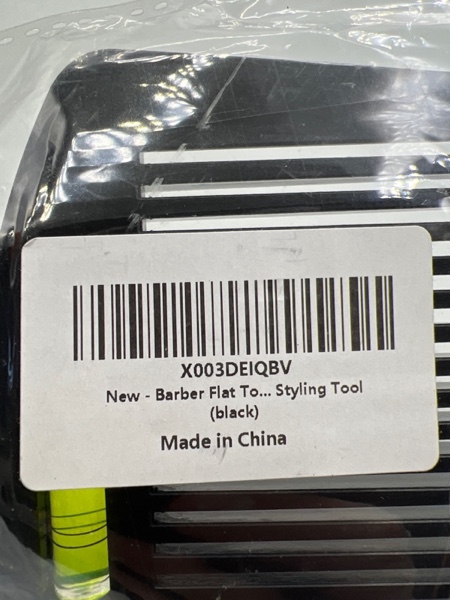 X003DEIQBV
New - Barber Flat To... Styling Tool
(black)
Made in China